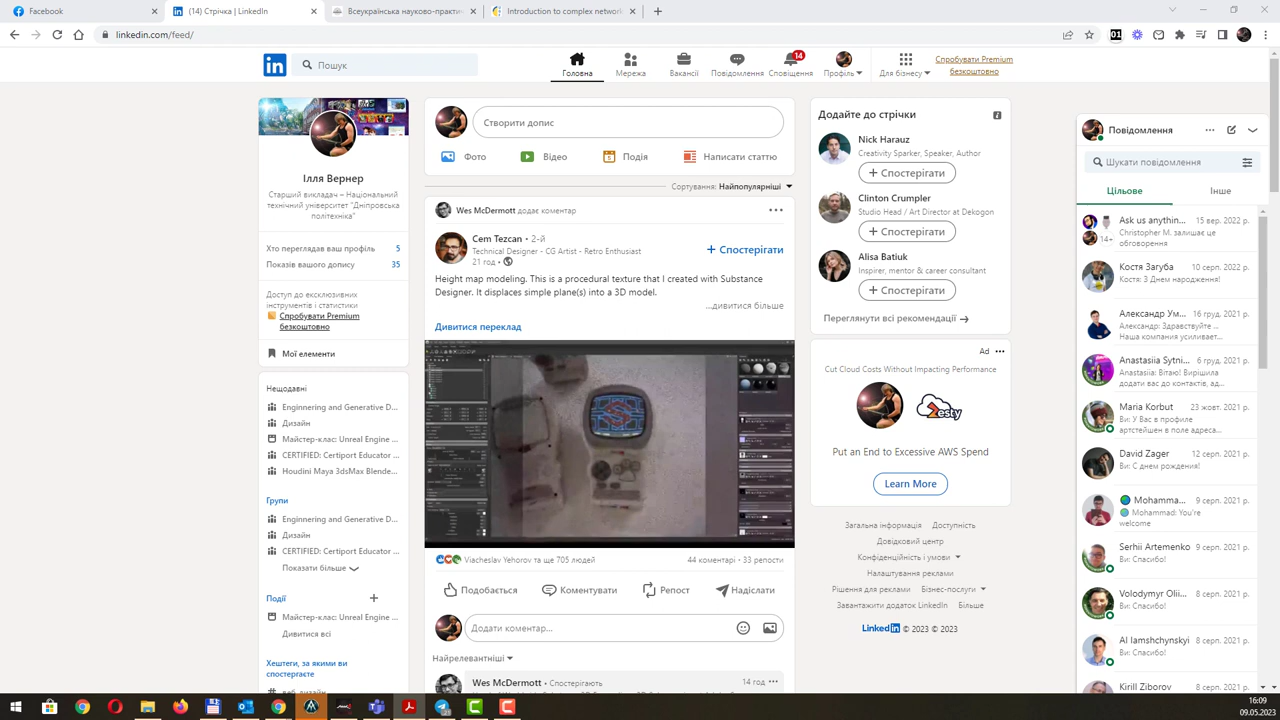 Facebook
(14) Стрічка | LinkedIn
Всеукраїнська науково-практич
Introduction to complex network
linkedin.com/feed/
Пошук
Головна
Мережа
Вакансії
Повідомлення
14
Сповіщення
Профіль
Для бізнесу
Спробувати Premium
безкоштовно
Ілля Вернер
Старший викладач – Національний
технічний університет "Дніпровська
політехніка"
Хто переглядав ваш профіль 5
Показів вашого допису 35
Доступ до ексклюзивних
інструментів і статистики
Спробувати Premium
безкоштовно
Мої елементи
Нещодавні
Enginnering and Generative D...
Дизайн
Майстер-клас: Unreal Engine ...
CERTIFIED: Certiport Educator ...
Houdini Maya 3dsMax Blende...
Групи
Enginnering and Generative D...
Дизайн
CERTIFIED: Certiport Educator ...
Показати більше
Події
Майстер-клас: Unreal Engine ...
Дивитися всі
Хештеги, за якими ви
спостерігаєте
# веб_дизайн
Створити допис
Фото
Відео
Подія
Написати статтю
Сортування: Найпопулярніші
Wes McDermott додає коментар
Cem Tezcan • 2-й
Technical Designer - CG Artist - Retro Enthusiast
21 год •
+ Спостерігати
Height map modeling. This is a procedural texture that I created with Substance
Designer. It displaces simple plane(s) into a 3D model.
...дивитися більше
Дивитися переклад
Viacheslav Yehorov та ще 705 людей
44 коментарі • 33 репости
Подобається
Коментувати
Репост
Надіслати
Додати коментар...
Найрелевантніші
Wes McDermott • Спостерігають
14 год
Додайте до стрічки
Nick Harauz
Creativity Sparker, Speaker, Author
+ Спостерігати
Clinton Crumpler
Studio Head / Art Director at Dekogon
+ Спостерігати
Alisa Batiuk
Inspirer, mentor & career consultant
+ Спостерігати
Переглянути всі рекомендації →
Ad
Cut Cloud Costs Without Impacting Performance
Zesty
Put an End to Excessive AWS Spend
Learn More
Загальна інформація
Доступність
Довідковий центр
Конфіденційність і умови
Налаштування реклами
Рішення для реклами
Бізнес-послуги
Завантажити додаток LinkedIn
Більше
LinkedIn © 2023 © 2023
Повідомлення
Шукати повідомлення
Цільове
Інше
Ask us anythin... 15 вер. 2022 р.
14+
Christopher M. залишає це
обговорення
Костя Загуба 10 серп. 2022 р.
Костя: З Днем народження!
Александр Ум... 16 груд. 2021 р.
Александр: Здравствуйте ...
Наша компания усиливает...
Anastasiia Sytni... 6 груд. 2021 р.
Anastasiia: Вітаю! Вирішила
додати вас до контактів, ад...
Maria Korbut 23 жовт. 2021 р.
Ви: У Вас в профиле
артстейшен в поле адреса...
David Zager 12 серп. 2021 р.
Ви: С днем рождения!
Mohamma... 9 серп. 2021 р.
Mohammad: You're
welcome
Serhii Artemenko 9 серп. 2021 р.
Ви: Спасибо!
Volodymyr Olii... 8 серп. 2021 р.
Ви: Спасибо!
Al Iamshchynskyi 8 серп. 2021 р.
Ви: Спасибо!
Kirill Ziborov 8 серп. 2021 р.
16:09
09.05.2023